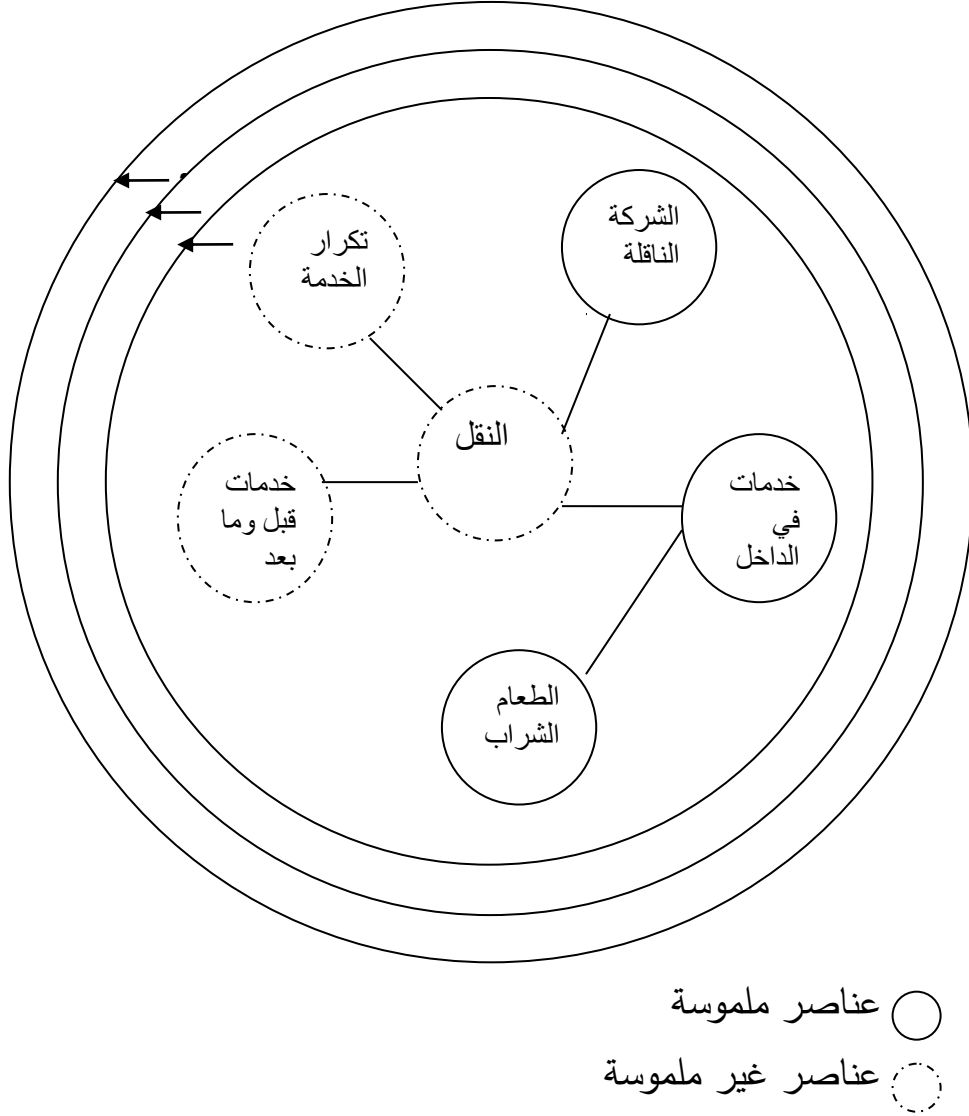 الشركة
الناقلة
تكرار
الخدمة
النقل
خدمات
في
الداخل
خدمات
قبل وما
بعد
الطعام
الشراب
عناصر ملموسة
عناصر غير ملموسة